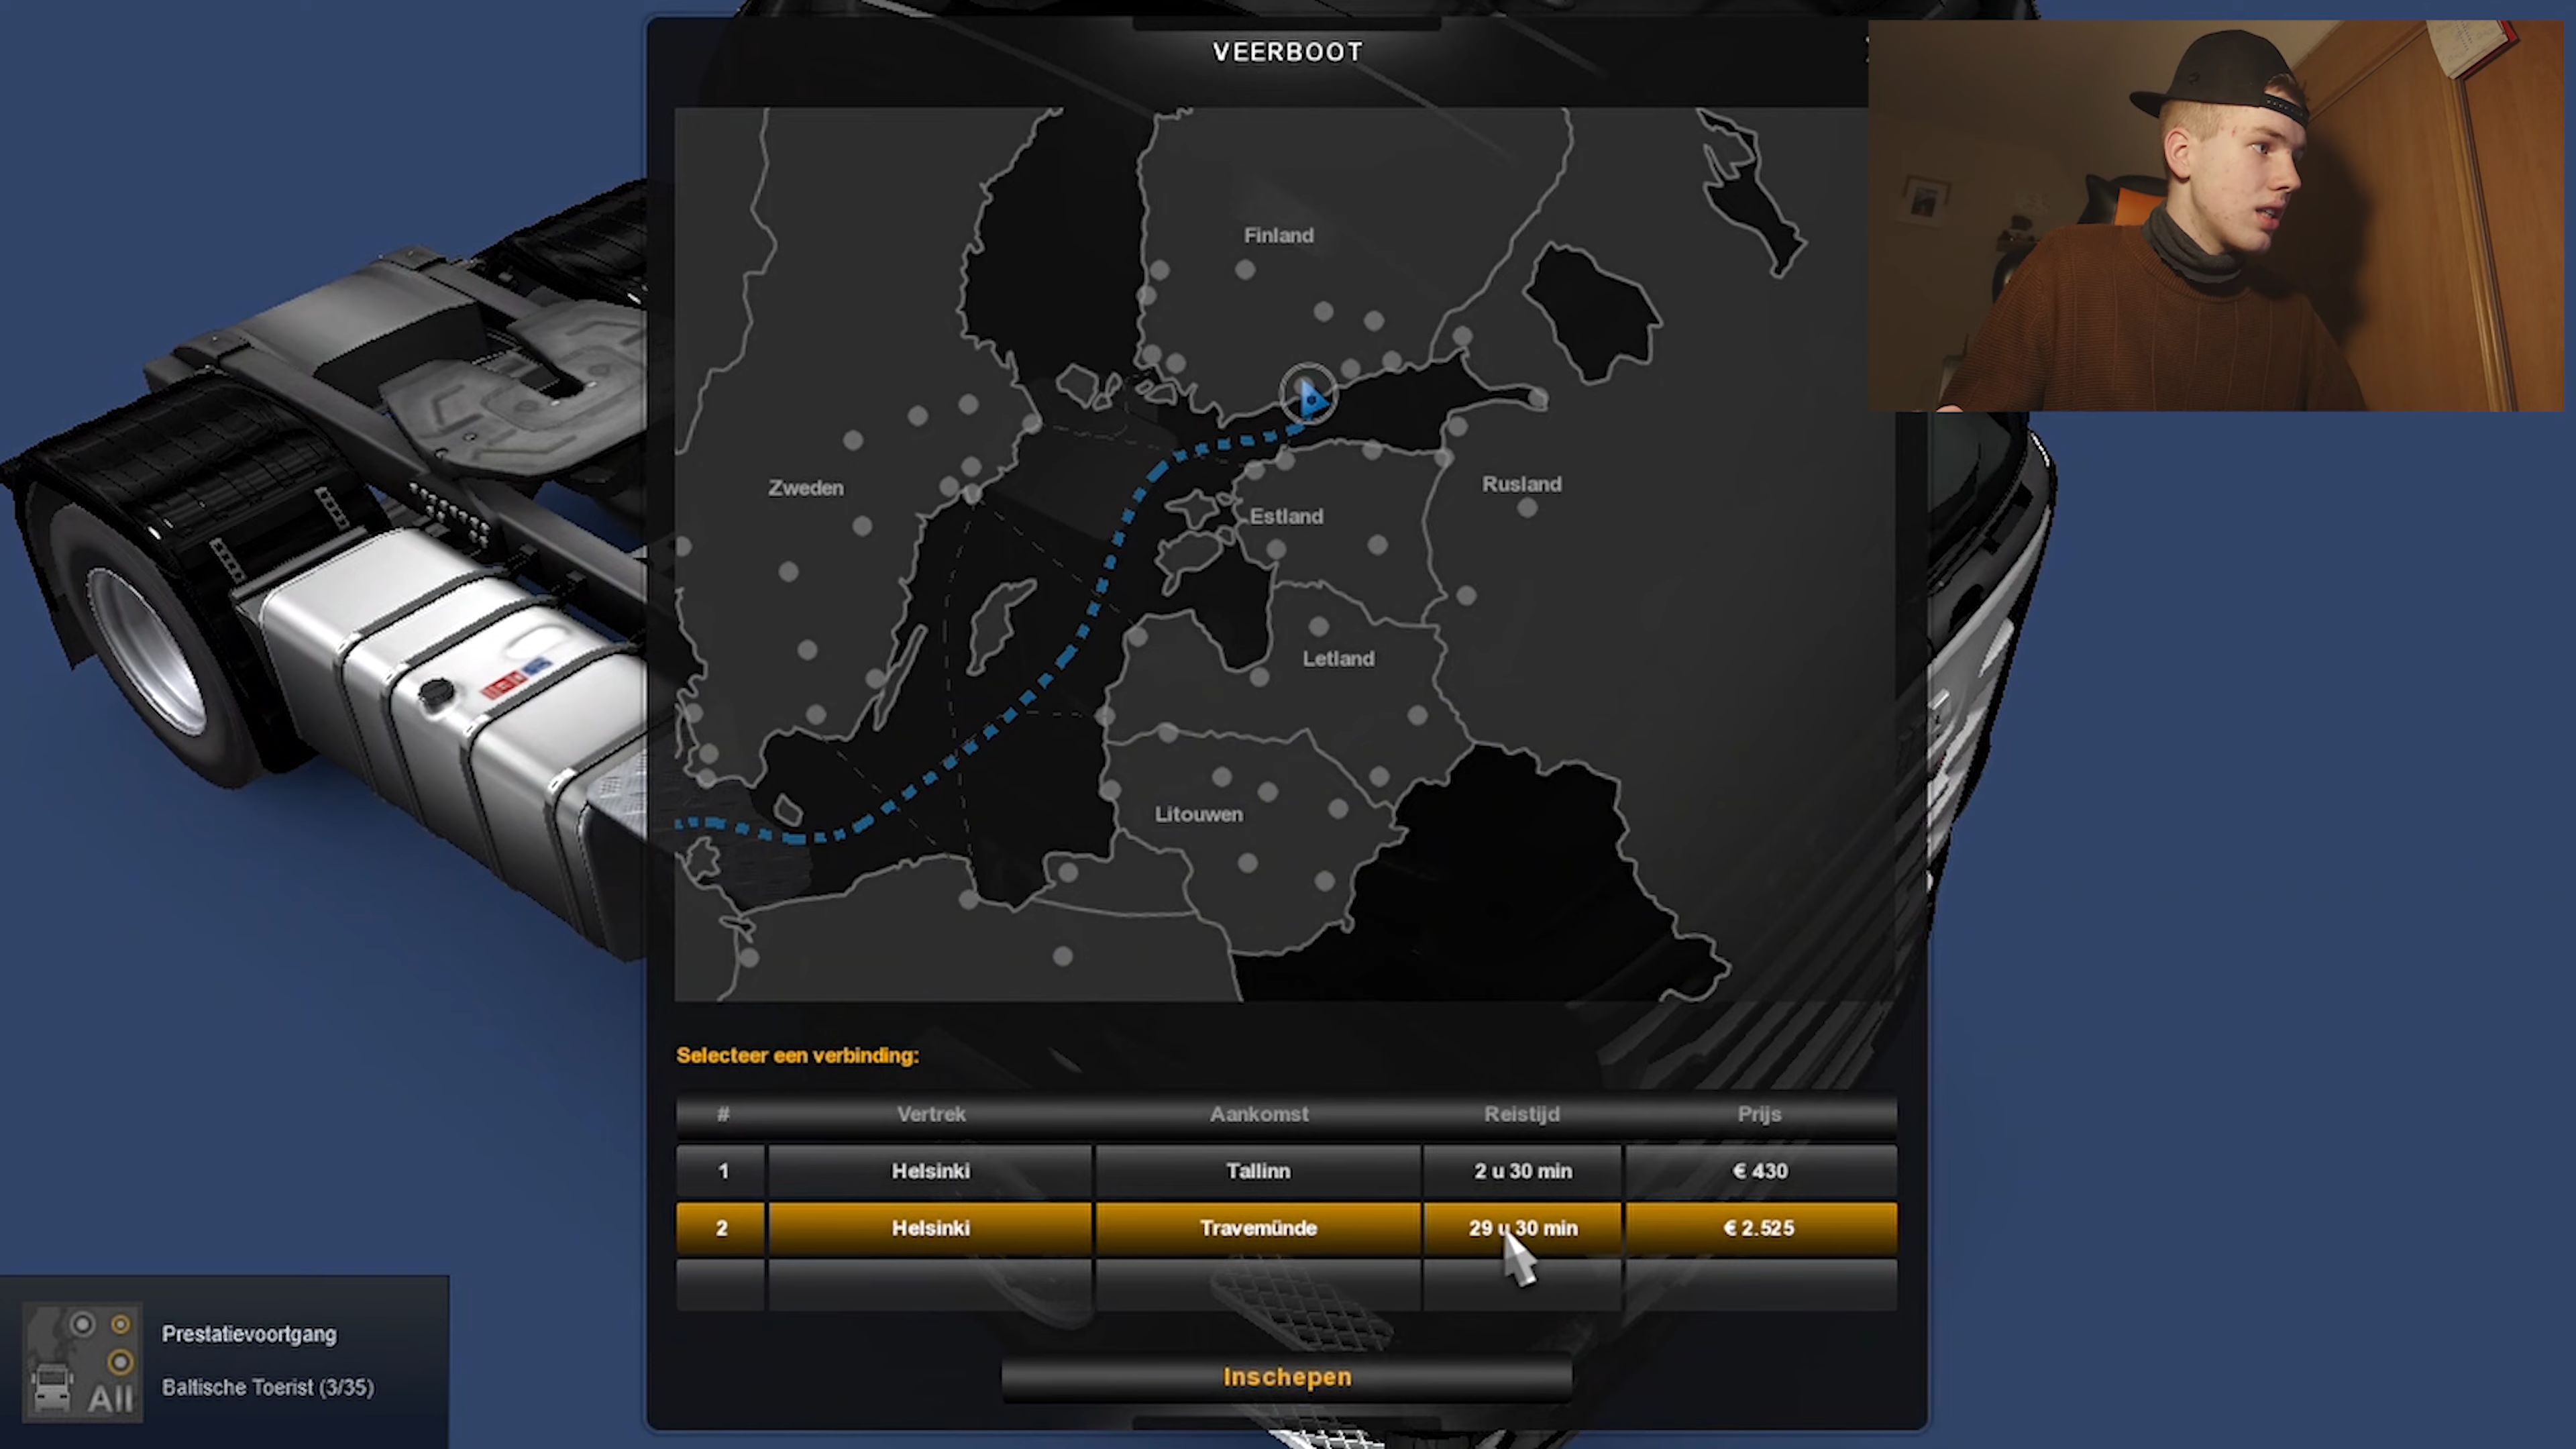 VEERBOOT
Finland
Zweden
Rusland
Estland
Letland
Litouwen
Selecteer een verbinding:
# Vertrek Aankomst Reistijd Prijs
1 Helsinki Tallinn 2 u 30 min € 430
2 Helsinki Travemünde 29 u 30 min € 2.525
Inschepen
Prestatievoortgang
Baltische Toerist (3/35)
All